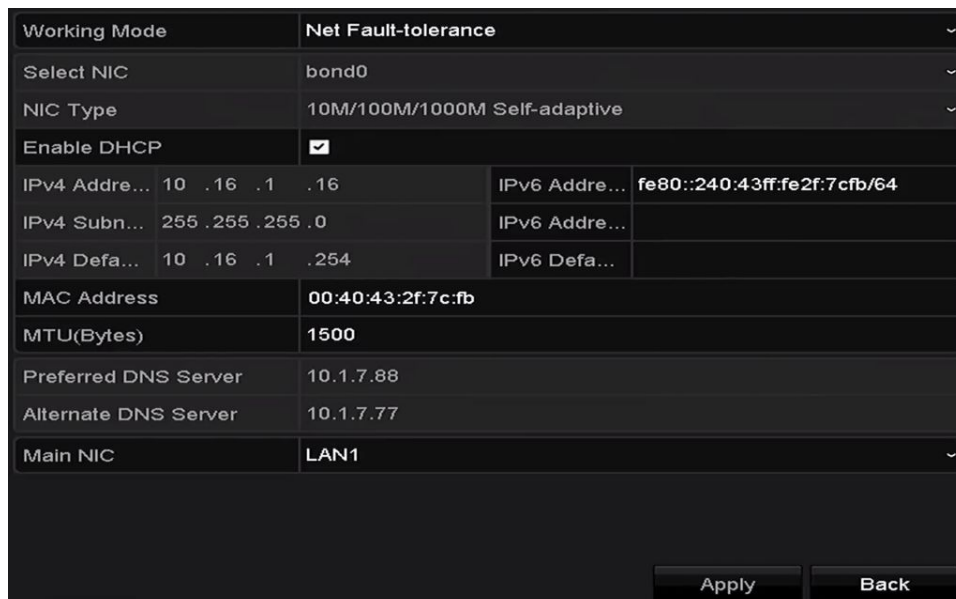 Working Mode Net Fault-tolerance
Select NIC bond0
NIC Type 10M/100M/1000M Self-adaptive
Enable DHCP
IPv4 Addre... 10 .16 .1 .16 IPv6 Addre... fe80::240:43ff:fe2f:7cfb/64
IPv4 Subn... 255.255.255.0 IPv6 Addre...
IPv4 Defa... 10 .16 .1 .254 IPv6 Defa...
MAC Address 00:40:43:2f:7c:fb
MTU(Bytes) 1500
Preferred DNS Server 10.1.7.88
Alternate DNS Server 10.1.7.77
Main NIC LAN1
Apply Back